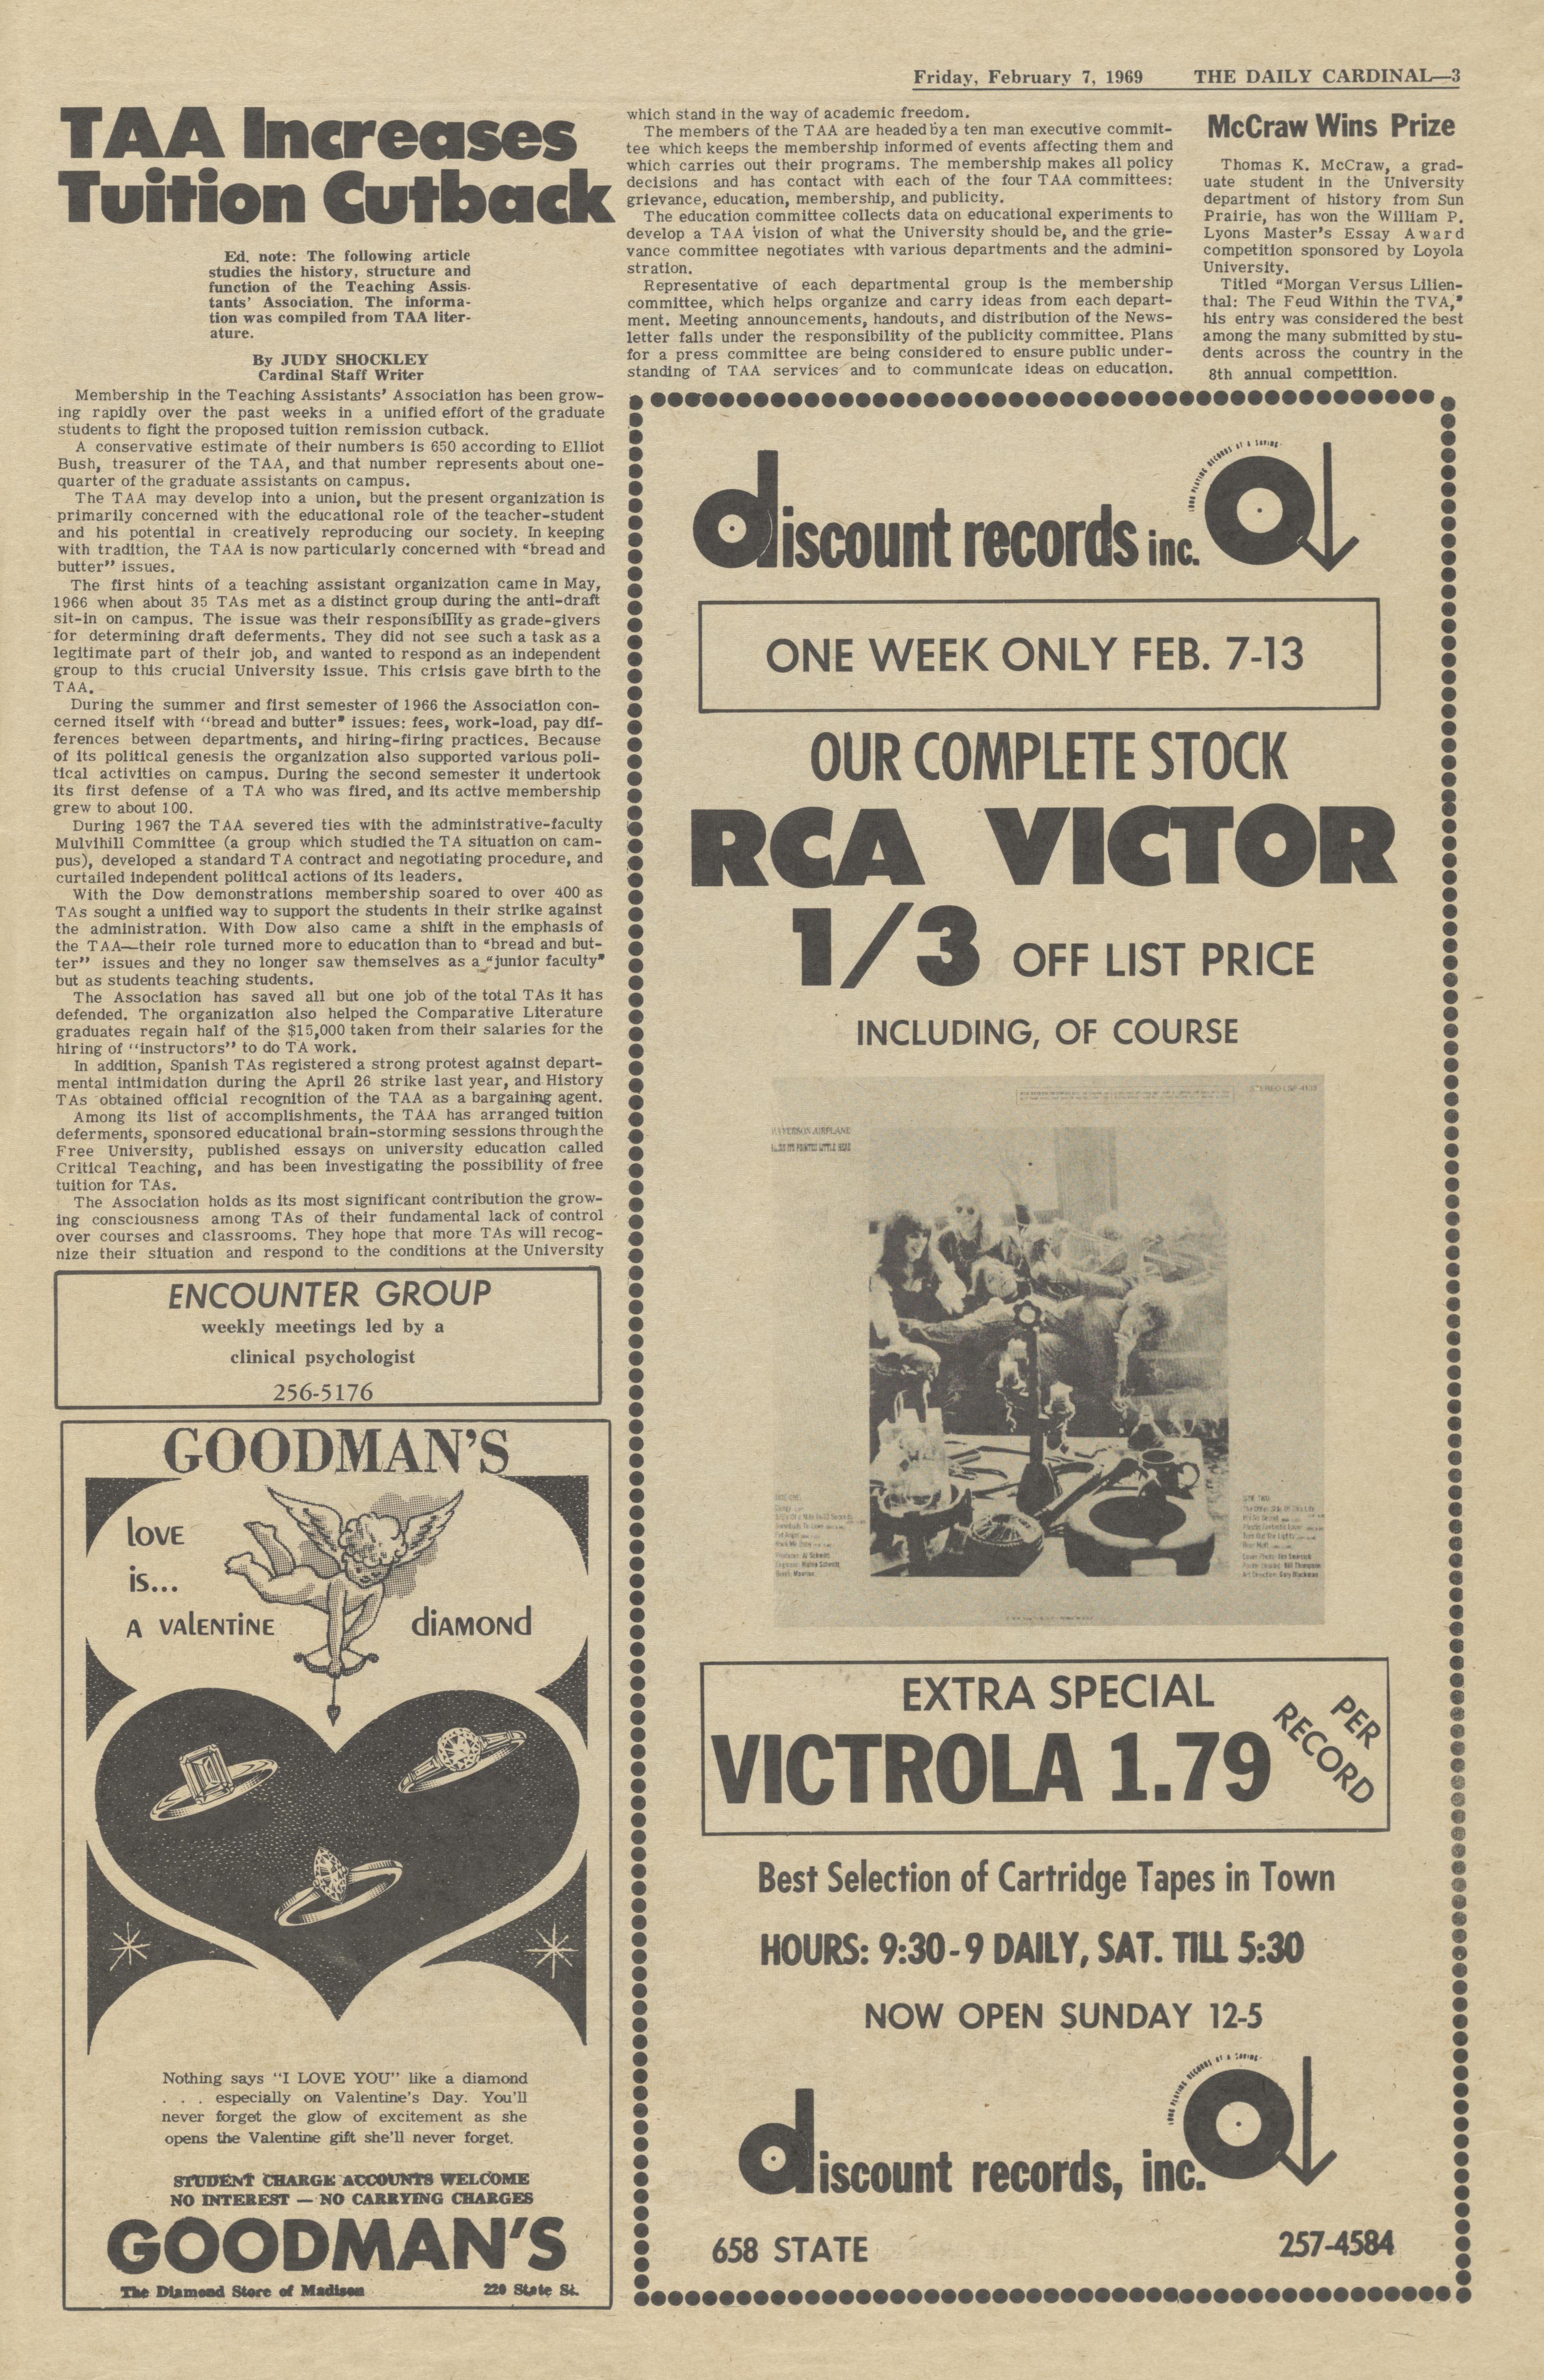 Friday, February 7, 1969 THE DAILY CARDINAL—3
TAA Increases
Tuition Cutback
Ed. note: The following article
studies the history, structure and
function of the Teaching Assis-
tants' Association. The informa-
tion was compiled from TAA liter-
ature.
By JUDY SHOCKLEY
Cardinal Staff Writer
Membership in the Teaching Assistants' Association has been grow-
ing rapidly over the past weeks in a unified effort of the graduate
students to fight the proposed tuition remission cutback.
A conservative estimate of their numbers is 650 according to Elliot
Bush, treasurer of the TAA, and that number represents about one-
quarter of the graduate assistants on campus.
The TAA may develop into a union, but the present organization is
primarily concerned with the educational role of the teacher-student
and his potential in creatively reproducing our society. In keeping
with tradition, the TAA is now particularly concerned with "bread and
butter" issues.
The first hints of a teaching assistant organization came in May,
1966 when about 35 TAs met as a distinct group during the anti-draft
sit-in on campus. The issue was their responsibility as grade-givers
for determining draft deferments. They did not see such a task as a
legitimate part of their job, and wanted to respond as an independent
group to this crucial University issue. This crisis gave birth to the
TAA.
During the summer and first semester of 1966 the Association con-
cerned itself with "bread and butter" issues: fees, work-load, pay dif-
ferences between departments, and hiring-firing practices. Because
of its political genesis the organization also supported various poli-
tical activities on campus. During the second semester it undertook
its first defense of a TA who was fired, and its active membership
grew to about 100.
During 1967 the TAA severed ties with the administrative-faculty
Mulvihill Committee (a group which studied the TA situation on cam-
pus), developed a standard TA contract and negotiating procedure, and
curtailed independent political actions of its leaders.
With the Dow demonstrations membership soared to over 400 as
TAs sought a unified way to support the students in their strike against
the administration. With Dow also came a shift in the emphasis of
the TAA—their role turned more to education than to "bread and but-
ter" issues and they no longer saw themselves as a "junior faculty"
but as students teaching students.
The Association has saved all but one job of the total TAs it has
defended. The organization also helped the Comparative Literature
graduates regain half of the $15,000 taken from their salaries for the
hiring of "instructors" to do TA work.
In addition, Spanish TAs registered a strong protest against depart-
mental intimidation during the April 26 strike last year, and History
TAs obtained official recognition of the TAA as a bargaining agent.
Among its list of accomplishments, the TAA has arranged tuition
deferments, sponsored educational brain-storming sessions through the
Free University, published essays on university education called
Critical Teaching, and has been investigating the possibility of free
tuition for TAs.
The Association holds as its most significant contribution the grow-
ing consciousness among TAs of their fundamental lack of control
over courses and classrooms. They hope that more TAs will recog-
nize their situation and respond to the conditions at the University
which stand in the way of academic freedom.
The members of the TAA are headed by a ten man executive commit-
tee which keeps the membership informed of events affecting them and
which carries out their programs. The membership makes all policy
decisions and has contact with each of the four TAA committees:
grievance, education, membership, and publicity.
The education committee collects data on educational experiments to
develop a TAA vision of what the University should be, and the grie-
vance committee negotiates with various departments and the admini-
stration.
Representative of each departmental group is the membership
committee, which helps organize and carry ideas from each depart-
ment. Meeting announcements, handouts, and distribution of the News-
letter falls under the responsibility of the publicity committee. Plans
for a press committee are being considered to ensure public under-
standing of TAA services and to communicate ideas on education.
McCraw Wins Prize
Thomas K. McCraw, a grad-
uate student in the University
department of history from Sun
Prairie, has won the William P.
Lyons Master's Essay Award
competition sponsored by Loyola
University.
Titled "Morgan Versus Lilien-
thal: The Feud Within the TVA,"
his entry was considered the best
among the many submitted by stu-
dents across the country in the
8th annual competition.
ENCOUNTER GROUP
weekly meetings led by a
clinical psychologist
256-5176
GOODMAN'S
love
is...
A VALENTINE diAMONd
Nothing says "I LOVE YOU" like a diamond
. . . especially on Valentine's Day. You'll
never forget the glow of excitement as she
opens the Valentine gift she'll never forget.
STUDENT CHARGE ACCOUNTS WELCOME
NO INTEREST — NO CARRYING CHARGES
GOODMAN'S
The Diamond Store of Madison 220 State St.
LONG PLAYING RECORDS AT A SAVING
discount records inc.
ONE WEEK ONLY FEB. 7-13
OUR COMPLETE STOCK
RCA VICTOR
1/3 OFF LIST PRICE
INCLUDING, OF COURSE
JEFFERSON AIRPLANE
EXTRA SPECIAL
VICTROLA 1.79 PER RECORD
Best Selection of Cartridge Tapes in Town
HOURS: 9:30-9 DAILY, SAT. TILL 5:30
NOW OPEN SUNDAY 12-5
LONG PLAYING RECORDS AT A SAVING
discount records, inc.
658 STATE 257-4584